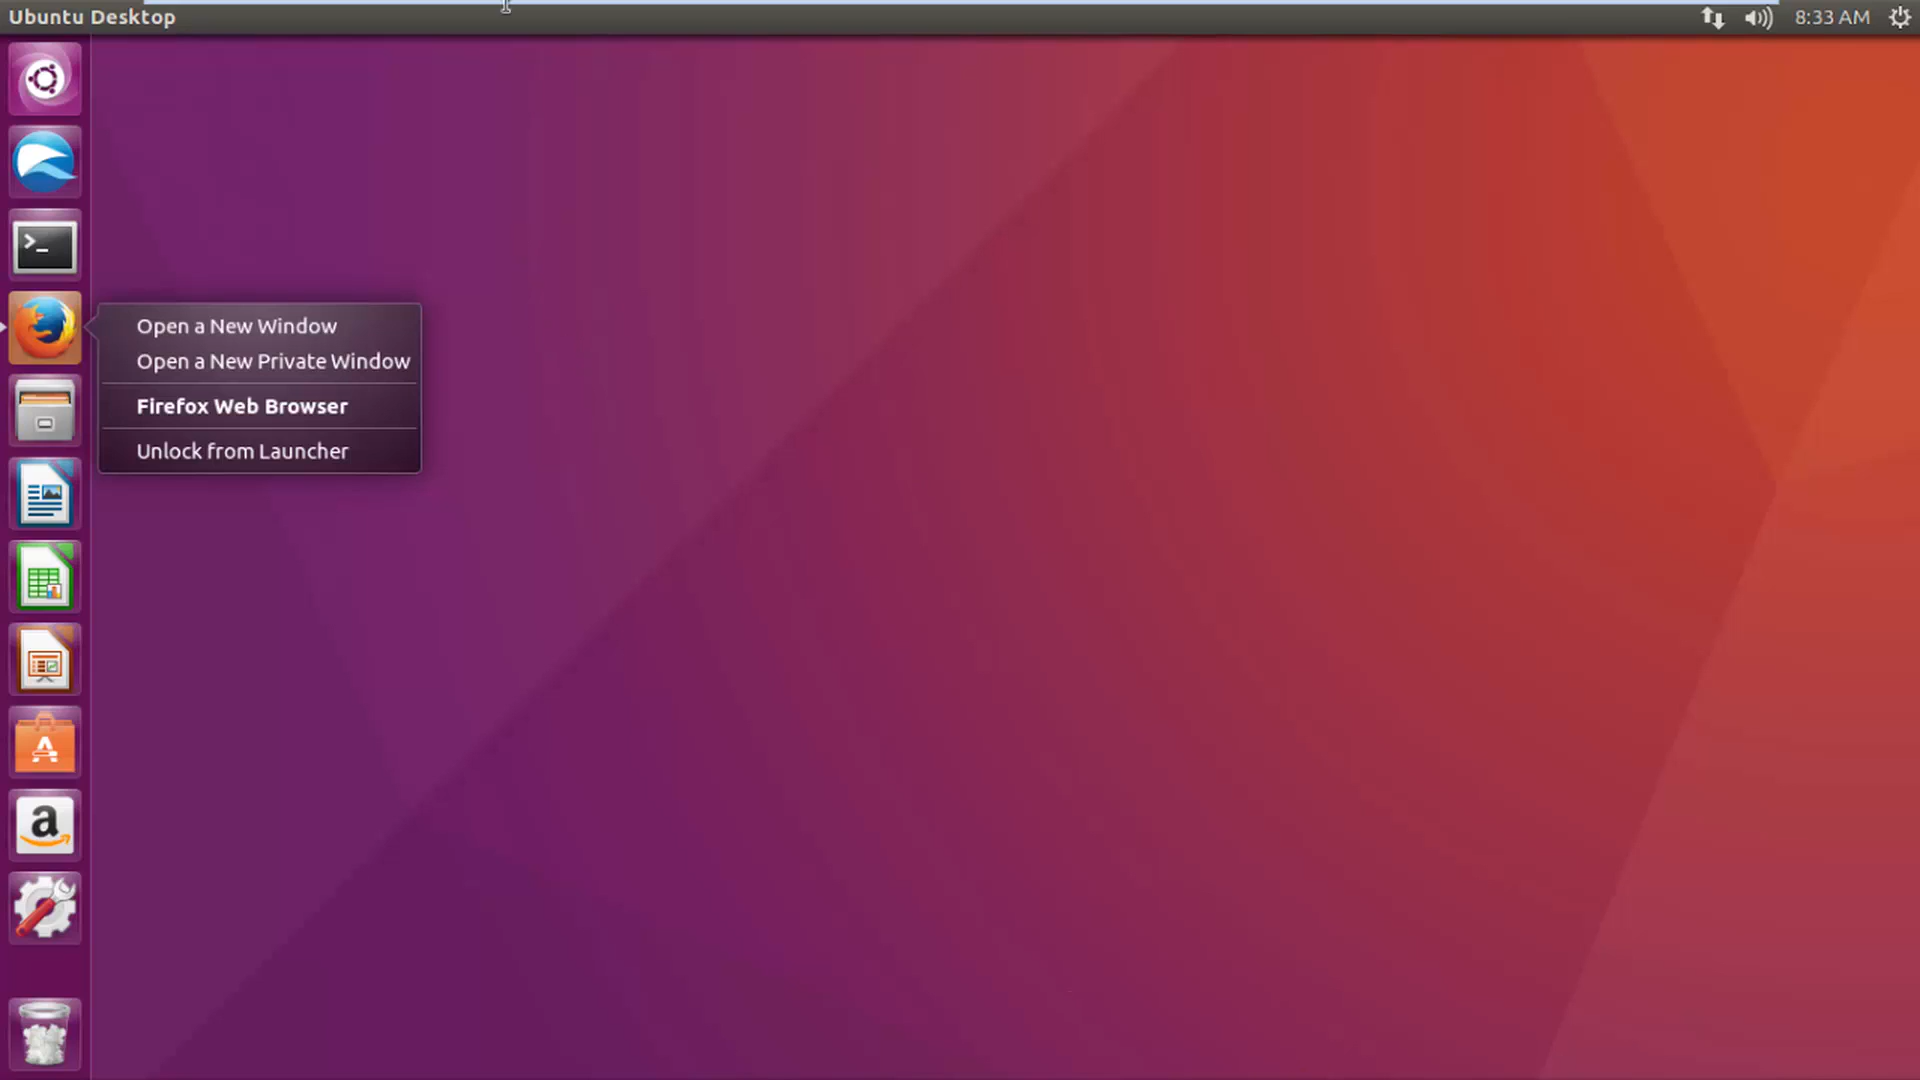 Ubuntu Desktop
8:33 AM
>_
Open a New Window
Open a New Private Window
Firefox Web Browser
Unlock from Launcher
A
a